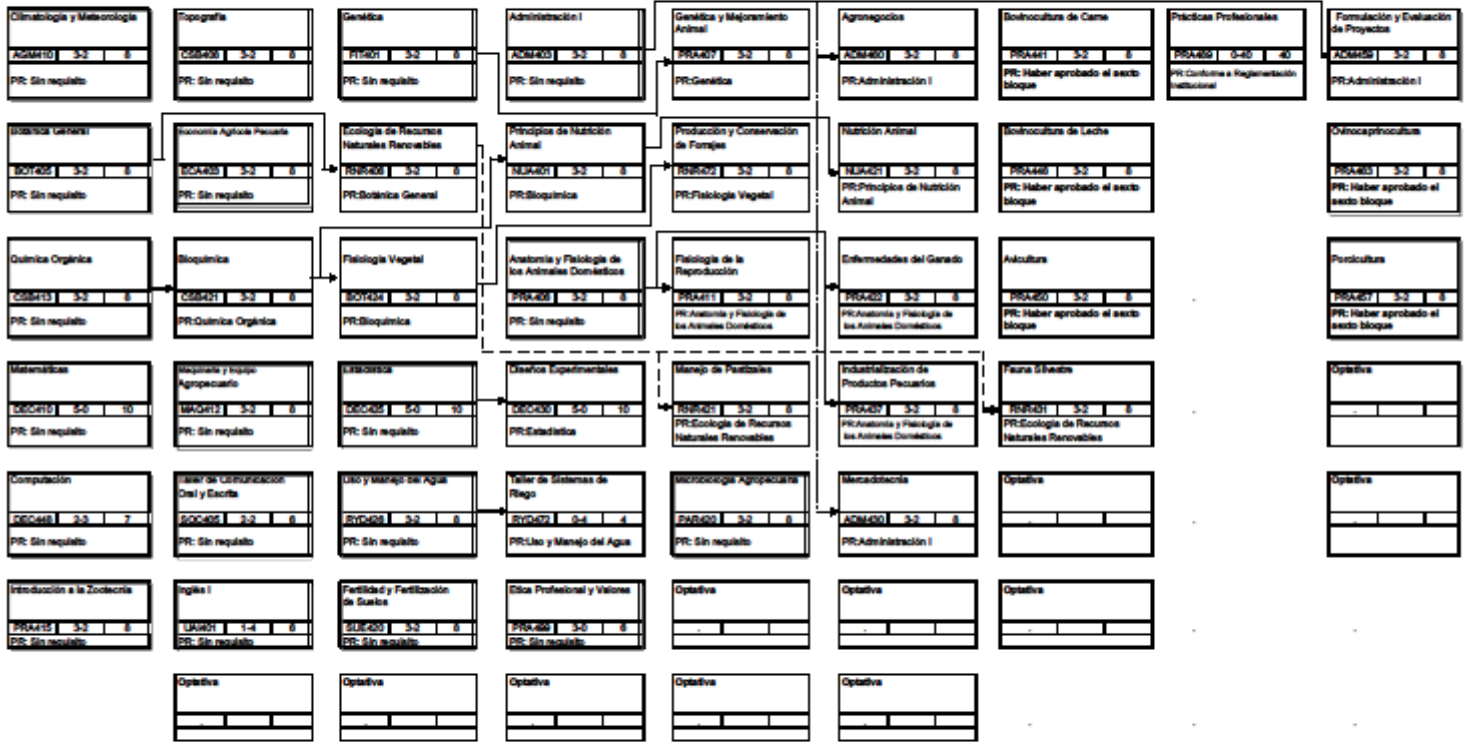 Climatología y Meteorología
AGM410 3-2 8
PR: Sin requisito
Topografía
CSB406 3-2 8
PR: Sin requisito
Genética
FIT401 3-2 8
PR: Sin requisito
Administración I
ADM403 3-2 8
PR: Sin requisito
Genética y Mejoramiento
Animal
PRA407 3-2 8
PR:Genética
Agronegocios
ADM460 3-2 8
PR:Administración I
Bovinocultura de Carne
PRA441 3-2 8
PR: Haber aprobado el sexto
bloque
Prácticas Profesionales
PRA469 0-40 40
PR:Conforme a Reglamentación
Institucional
Formulación y Evaluación
de Proyectos
ADM459 3-2 8
PR:Administración I
Botánica General
BOT405 3-2 8
PR: Sin requisito
Economía Agrícola Pecuaria
ECA403 3-2 8
PR: Sin requisito
Ecología de Recursos
Naturales Renovables
RNR406 3-2 8
PR:Botánica General
Principios de Nutrición
Animal
NUA401 3-2 8
PR:Bioquímica
Producción y Conservación
de Forrajes
RNR472 3-2 8
PR:Fisiología Vegetal
Nutrición Animal
NUA421 3-2 8
PR:Principios de Nutrición
Animal
Bovinocultura de Leche
PRA446 3-2 8
PR: Haber aprobado el sexto
bloque
Ovinocaprinocultura
PRA463 3-2 8
PR: Haber aprobado el
sexto bloque
Química Orgánica
CSB413 3-2 8
PR: Sin requisito
Bioquímica
CSB421 3-2 8
PR:Química Orgánica
Fisiología Vegetal
BOT424 3-2 8
PR:Bioquímica
Anatomía y Fisiología de
los Animales Domésticos
PRA406 3-2 8
PR: Sin requisito
Fisiología de la
Reproducción
PRA411 3-2 8
PR:Anatomía y Fisiología de
los Animales Domésticos
Enfermedades del Ganado
PRA422 3-2 8
PR:Anatomía y Fisiología de
los Animales Domésticos
Avicultura
PRA450 3-2 8
PR: Haber aprobado el sexto
bloque
Porcicultura
PRA457 3-2 8
PR: Haber aprobado el
sexto bloque
Matemáticas
DEC410 5-0 10
PR: Sin requisito
Maquinaria y Equipo
Agropecuario
MAQ412 3-2 8
PR: Sin requisito
Estadística
DEC425 5-0 10
PR: Sin requisito
Diseños Experimentales
DEC430 5-0 10
PR:Estadística
Manejo de Pastizales
RNR421 3-2 8
PR:Ecología de Recursos
Naturales Renovables
Industrialización de
Productos Pecuarios
PRA437 3-2 8
PR:Anatomía y Fisiología de
los Animales Domésticos
Fauna Silvestre
RNR431 3-2 8
PR:Ecología de Recursos
Naturales Renovables
Optativa
Computación
DEC448 2-3 7
PR: Sin requisito
Taller de Comunicación
Oral y Escrita
SOC405 2-2 6
PR: Sin requisito
Uso y Manejo del Agua
RYD426 3-2 8
PR: Sin requisito
Taller de Sistemas de
Riego
RYD472 0-4 4
PR:Uso y Manejo del Agua
Microbiología Agropecuaria
PAR420 3-2 8
PR: Sin requisito
Mercadotecnia
ADM430 3-2 8
PR:Administración I
Optativa
Optativa
Introducción a la Zootecnia
PRA415 3-2 8
PR: Sin requisito
Inglés I
UAI401 1-4 6
PR: Sin requisito
Fertilidad y Fertilización
de Suelos
SUE420 3-2 8
PR: Sin requisito
Etica Profesional y Valores
PRA499 3-0 6
PR: Sin requisito
Optativa
Optativa
Optativa
Optativa
Optativa
Optativa
Optativa
Optativa